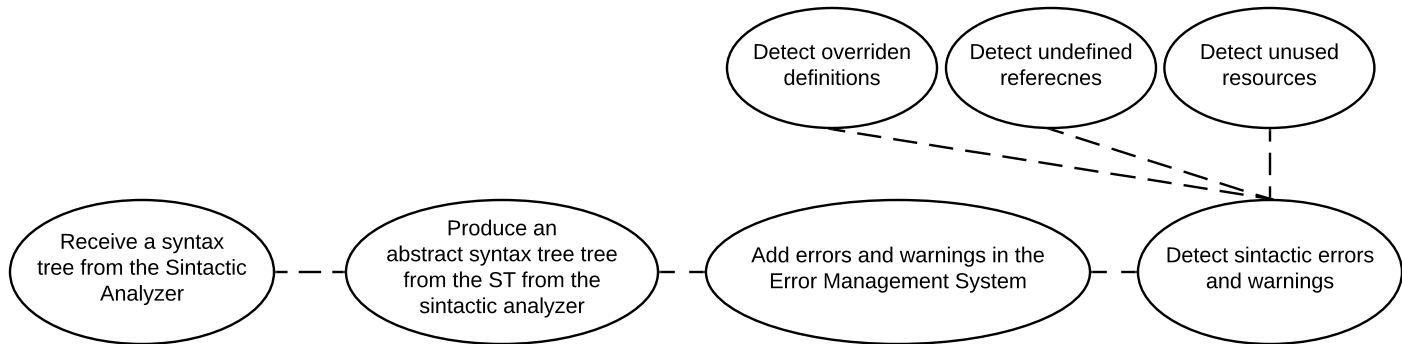 Detect overriden
definitions
Detect undefined
referecnes
Detect unused
resources
Receive a syntax
tree from the Sintactic
Analyzer
Produce an
abstract syntax tree tree
from the ST from the
sintactic analyzer
Add errors and warnings in the
Error Management System
Detect sintactic errors
and warnings